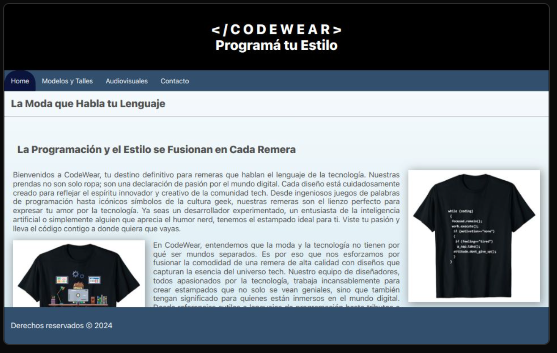 </CODEWEAR>
Programá tu Estilo
Home Modelos y Talles Audiovisuales Contacto
La Moda que Habla tu Lenguaje
La Programación y el Estilo se Fusionan en Cada Remera
Bienvenidos a CodeWear, tu destino definitivo para remeras que hablan el lenguaje de la tecnología. Nuestras
prendas no son solo ropa; son una declaración de pasión por el mundo digital. Cada diseño está cuidadosamente
creado para reflejar el espíritu innovador y creativo de la comunidad tech. Desde ingeniosos juegos de palabras
de programación hasta icónicos símbolos de la cultura geek, nuestras remeras son el lienzo perfecto para
expresar tu amor por la tecnología. Ya seas un desarrollador experimentado, un entusiasta de la inteligencia
artificial o simplemente alguien que aprecia el humor nerd, tenemos el estampado ideal para ti. Viste tu pasión y
lleva el código contigo a donde quiera que vayas.
En CodeWear, entendemos que la moda y la tecnología no tienen por
qué ser mundos separados. Es por eso que nos esforzamos por
fusionar la comodidad de una remera de alta calidad con diseños que
capturan la esencia del universo tech. Nuestro equipo de diseñadores,
todos apasionados por la tecnología, trabaja incansablemente para
crear estampados que no solo se vean geniales, sino que también
tengan significado para quienes están inmersos en el mundo digital.
while (coding)
Derechos reservados © 2024